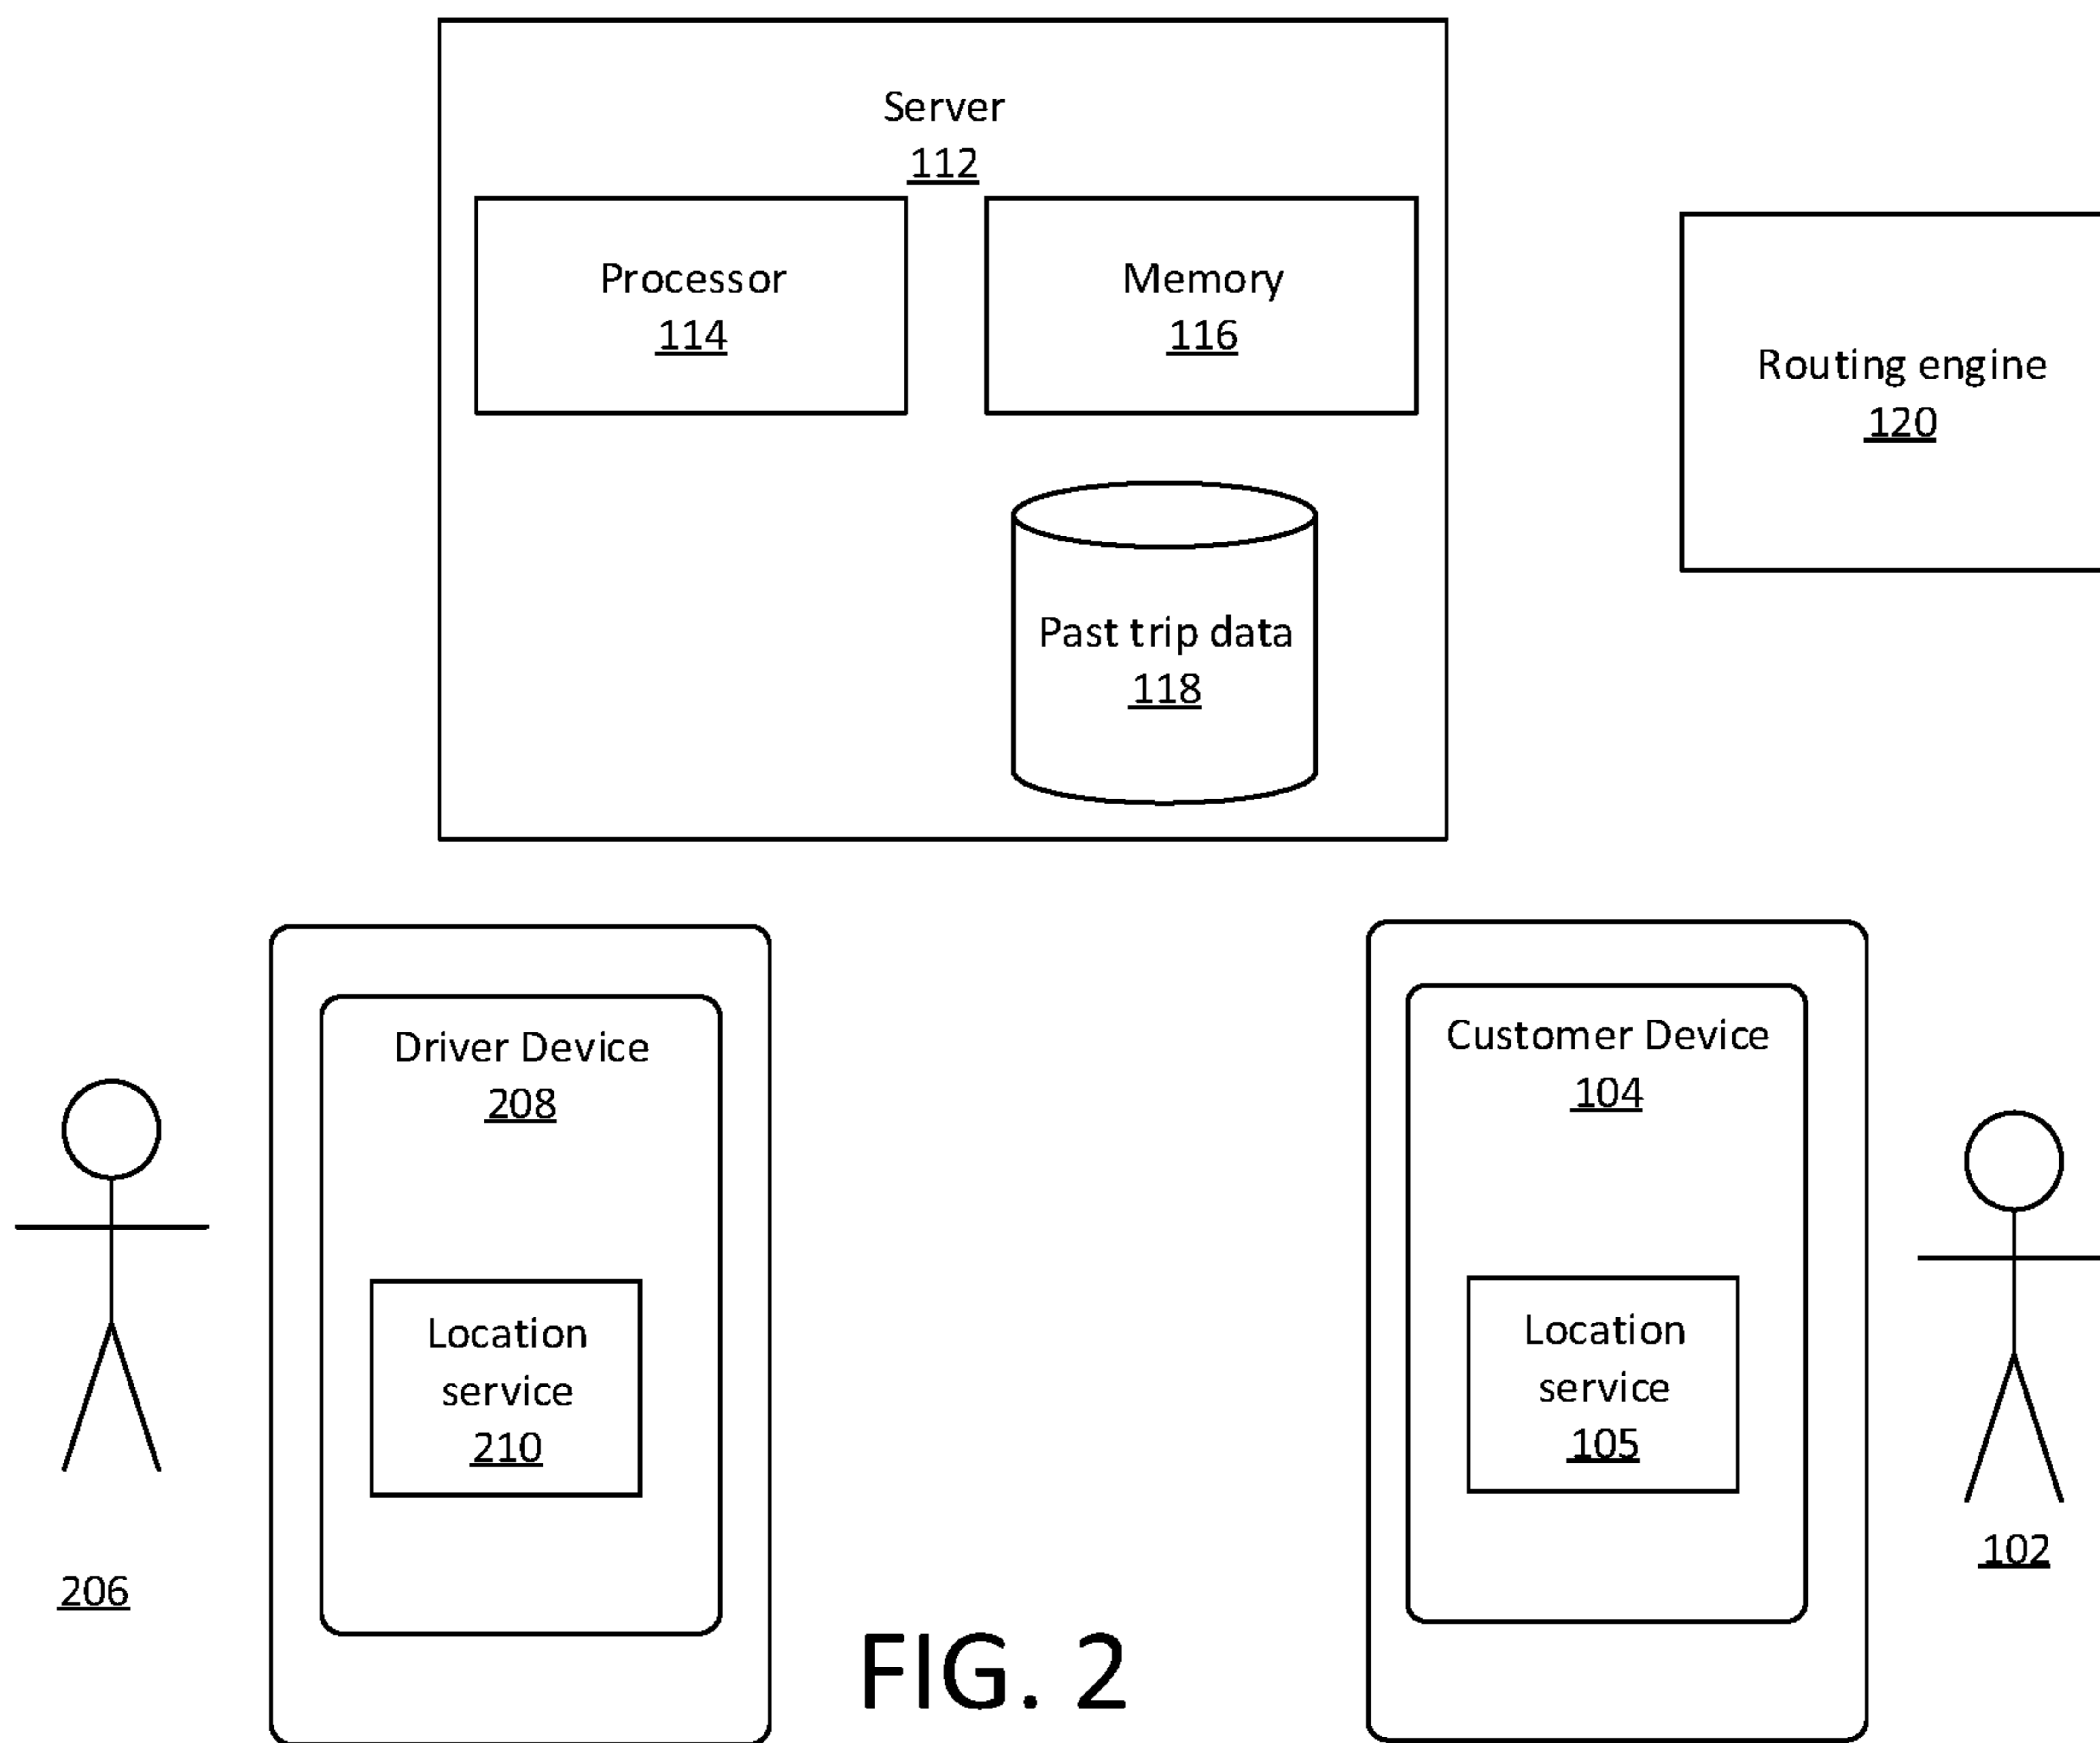 Server
112
Processor
114
Memory
116
Routing engine
120
Past trip data
118
Driver Device
208
Customer Device
104
Location
service
210
Location
service
105
206
102
FIG. 2